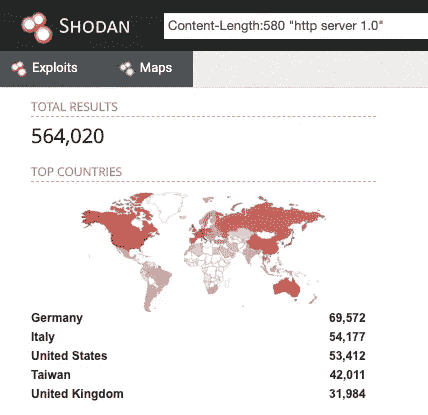 SHODAN
Content-Length:580 "http server 1.0"
Exploits
Maps
TOTAL RESULTS
564,020
TOP COUNTRIES
Germany 69,572
Italy 54,177
United States 53,412
Taiwan 42,011
United Kingdom 31,984